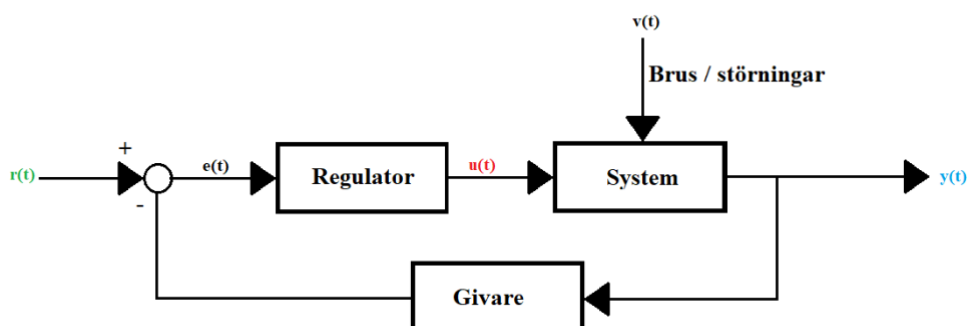 v(t)
Brus / störningar
+
r(t)
e(t)
Regulator
u(t)
System
y(t)
-
Givare